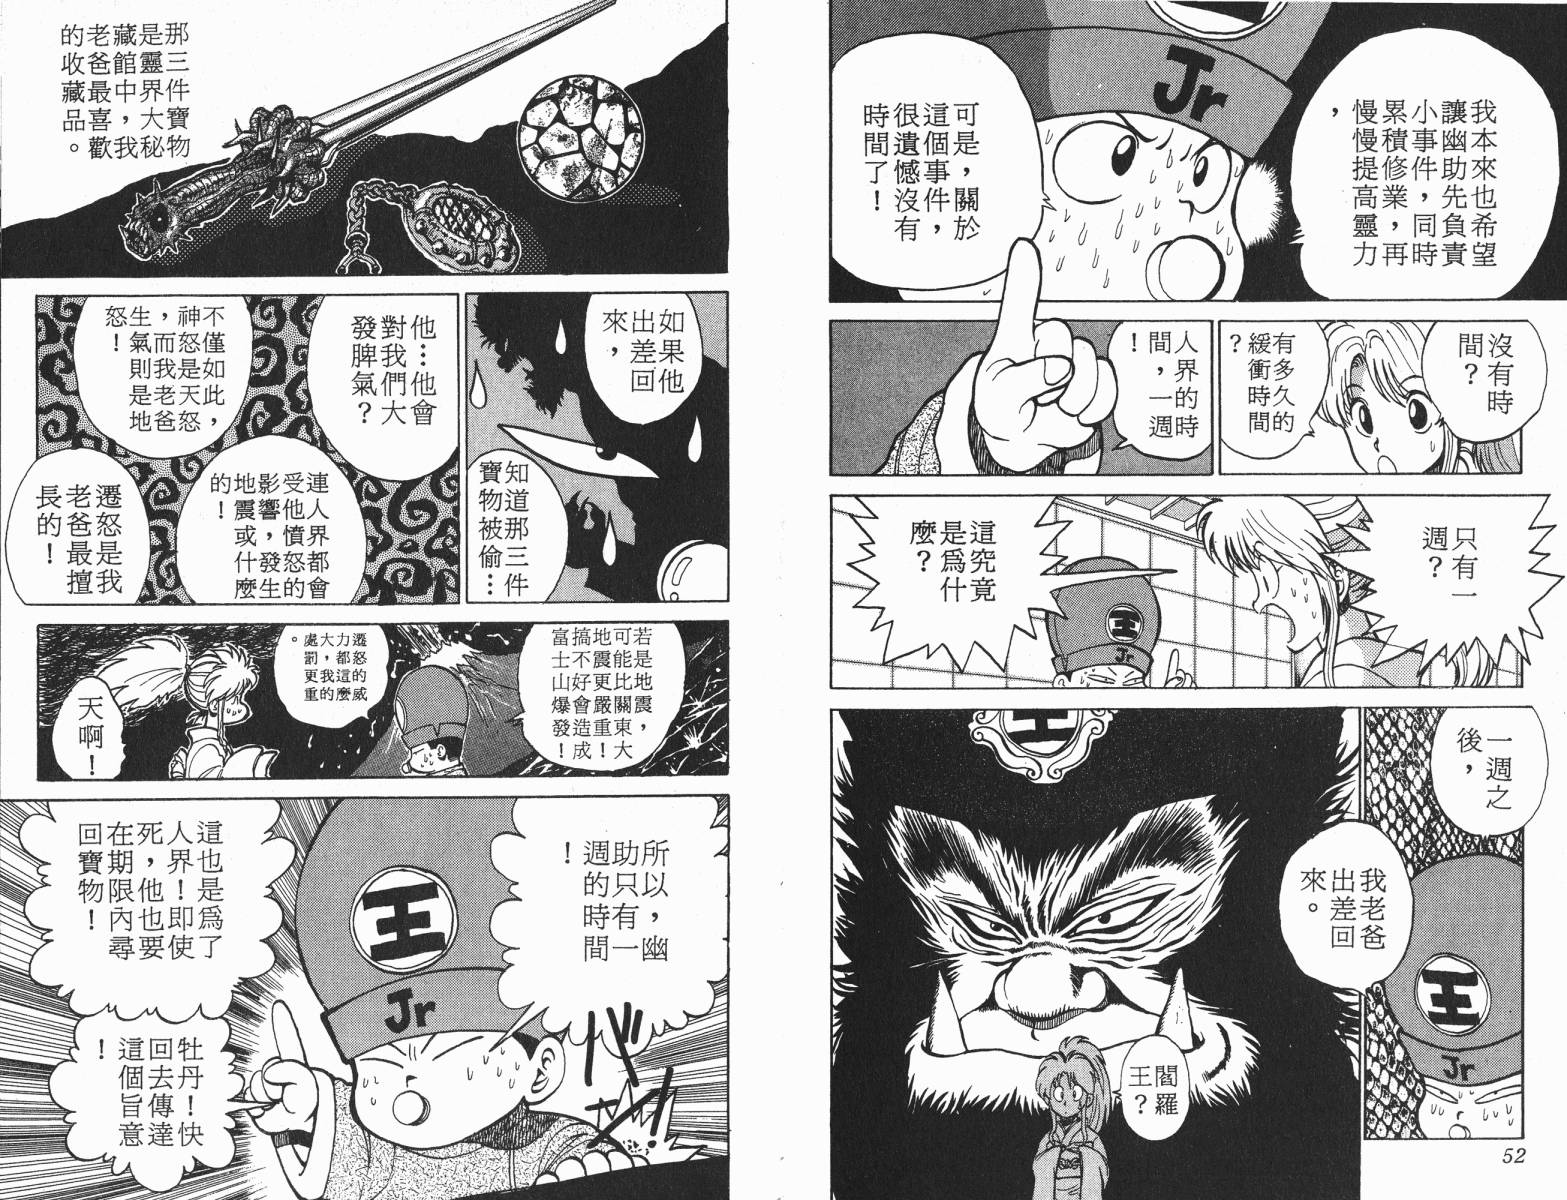 Jr
我本來也希望
讓幽助先負責
小事件，同時
累積修業，再
慢慢提高靈力
，
可是，關於
這個事件，
很遺憾沒有
時間了！
沒有時
間？
有多久的
緩衝時間
？
人界的時
間，一週
！
只有一
週？
這究竟
是爲什
麼？
王
Jr
一週之
後，
我老爸
出差回
來。
王
Jr
王
閻羅
王？
52
那三件寶物
是靈界大秘
藏館中，我
老爸最喜歡
的收藏品。
如果他
出差回
來，
知道那三件
寶物被偷…
他…他會
對我們大
發脾氣？
不僅如此，
神怒是天怒
生，而我老爸
生氣則是地
怒！
連人界都會
受他憤怒的
影響，發生
地震或什麼
的！
遷怒是我
老爸最擅
長的！
若是地震，
可能比關東大
地震更嚴重！
搞不好會造成
富士山爆發！
遷怒的威
力都這麼
大，我的
處罰更重
。
天啊！
所以，幽
助只有一
週的時間
！
王
Jr
這也是爲了
人界！即使
死，他也要
在期限內尋
回寶物！
牡丹！快
回去傳達
這個旨意
！